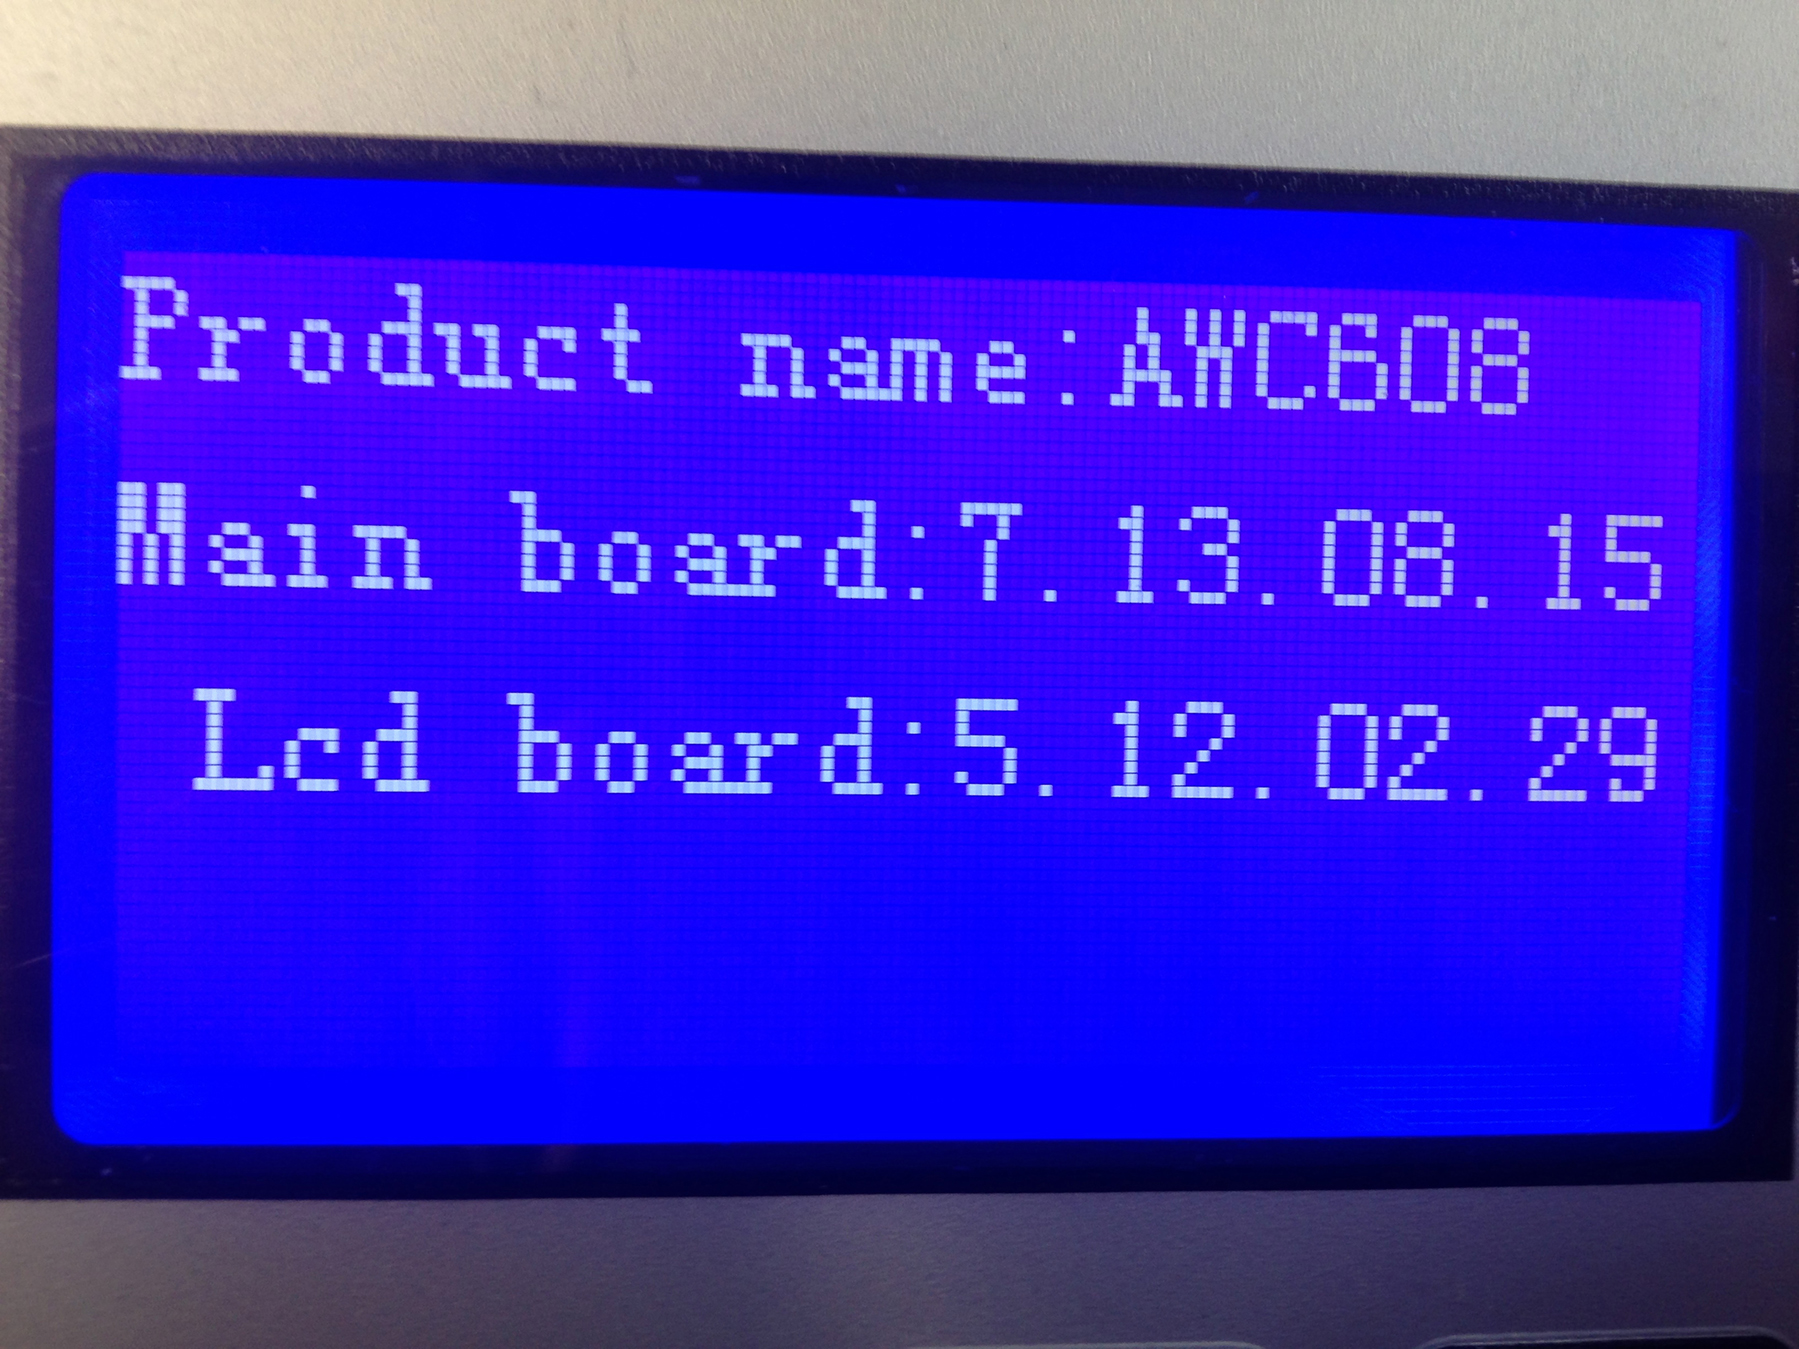 Product name:AWC608
Main board:7.13.08.15
Lcd board:5.12.02.29